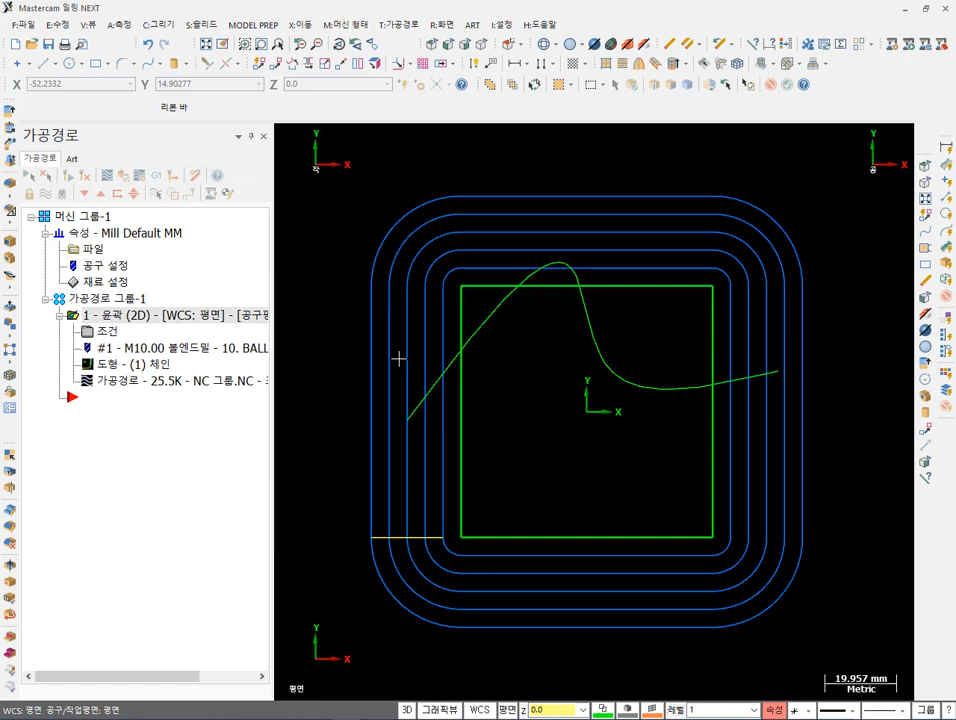 Mastercam 밀링 NEXT
F:파일 E:수정 V:뷰 A:측정 C:그리기 S:솔리드 MODEL PREP X:이동 M:머신 형태 T:가공경로 R:화면 ART I:설정 H:도움말
X -52.2332 Y 14.90277 Z 0.0
리본 바
가공경로
가공경로 Art
G1
머신 그룹-1
속성 - Mill Default MM
파일
공구 설정
재료 설정
가공경로 그룹-1
1 - 윤곽 (2D) - [WCS: 평면] - [공구평
조건
#1 - M10.00 볼엔드밀 - 10. BALL
도형 - (1) 체인
가공경로 - 25.5K - NC 그룹.NC -
Y X 작
Y X 공
Y X
Y X
평면
19.957 mm
Metric
WCS: 평면 공구/작업평면: 평면
3D 그래픽뷰 WCS 평면 Z 0.0 레벨 1 속성 그룹 ?